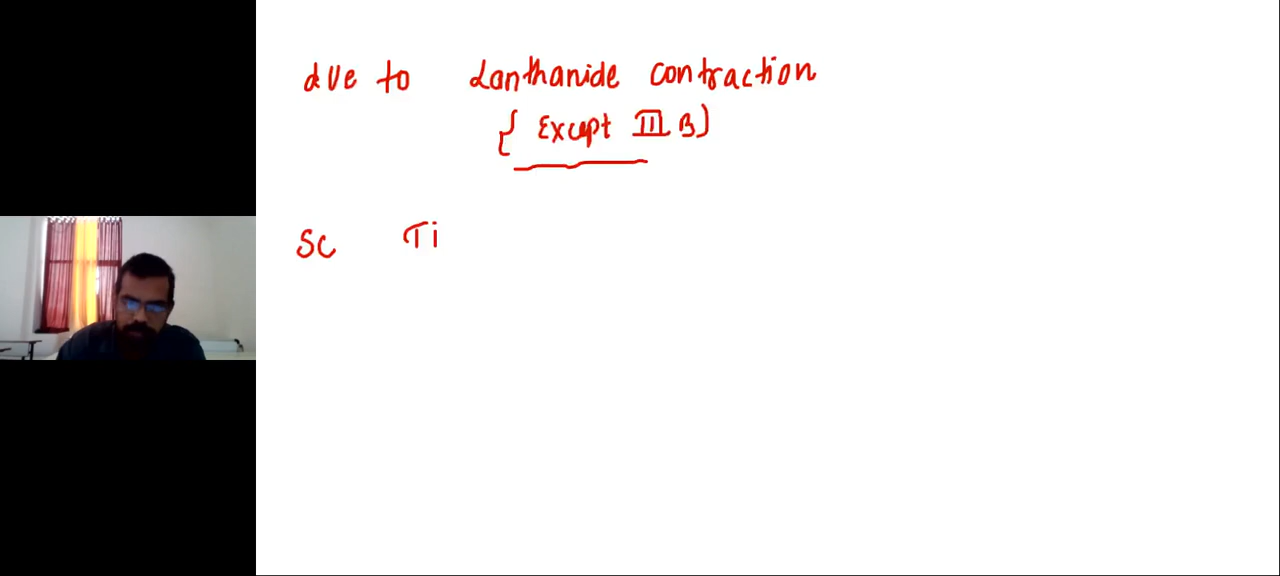 due to Lanthanide contraction
{ Except III B)
Sc Ti